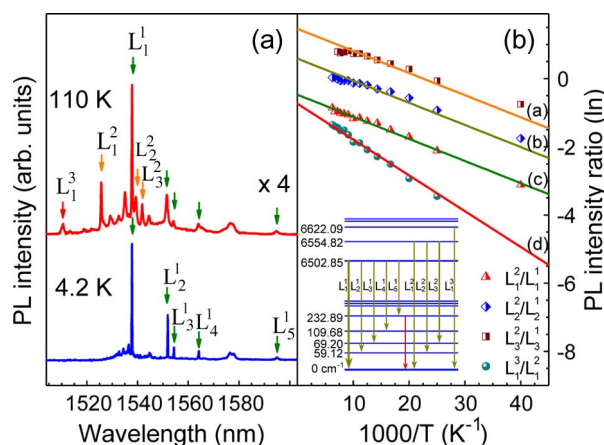 (a)
(b)
L₁¹
110 K
L₁²
L₂²
L₃²
L₁³
x 4
4.2 K
L₂¹
L₃¹
L₄¹
L₅¹
PL intensity (arb. units)
1520 1540 1560 1580
Wavelength (nm)
0
-2
-4
-6
-8
PL intensity ratio (ln)
(a)
(b)
(c)
(d)
6622.09
6554.82
6502.85
232.89
109.68
69.20
59.12
0 cm⁻¹
L₁²/L₁¹
L₂²/L₂¹
L₃²/L₃¹
L₁³/L₁²
10 20 30 40
1000/T (K⁻¹)